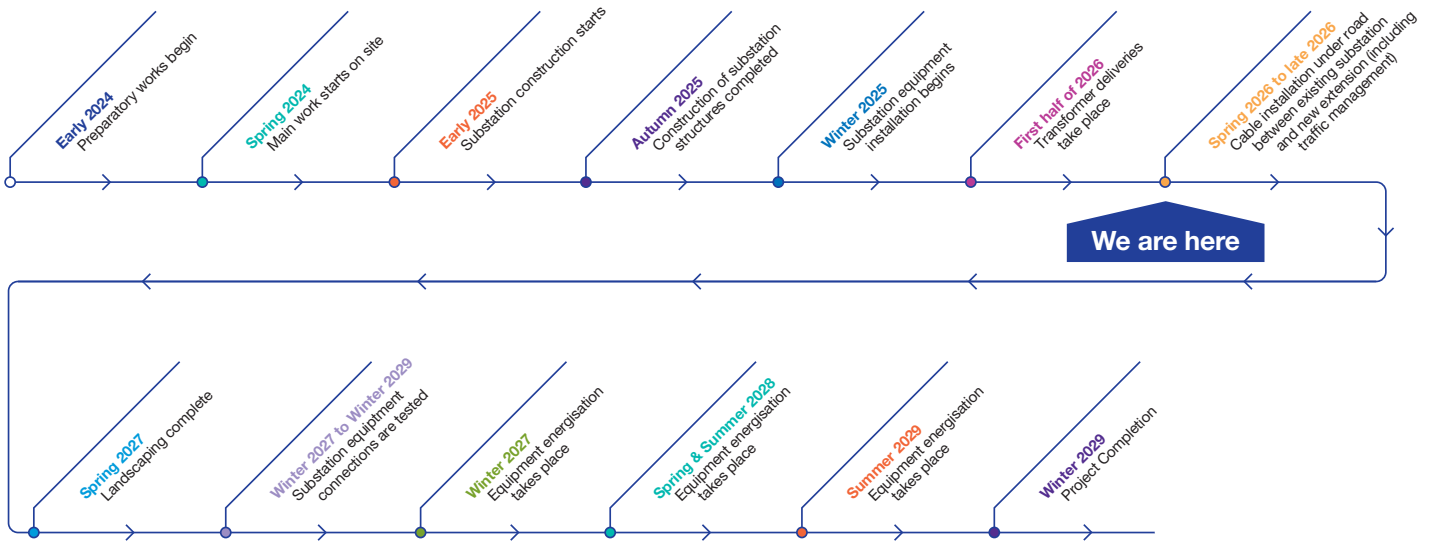 Early 2024
Preparatory works begin
Spring 2024
Main work starts on site
Early 2025
Substation construction starts
Autumn 2025
Construction of substation
structures completed
Winter 2025
Substation equipment
installation begins
First half of 2026
Transformer deliveries
take place
Spring 2026 to late 2026
Cable installation under road
between existing substation
and new extension (including
traffic management)
We are here
Spring 2027
Landscaping complete
Winter 2027 to Winter 2029
Substation equipment
connections are tested
Winter 2027
Equipment energisation
takes place
Spring & Summer 2028
Equipment energisation
takes place
Summer 2029
Equipment energisation
takes place
Winter 2029
Project Completion